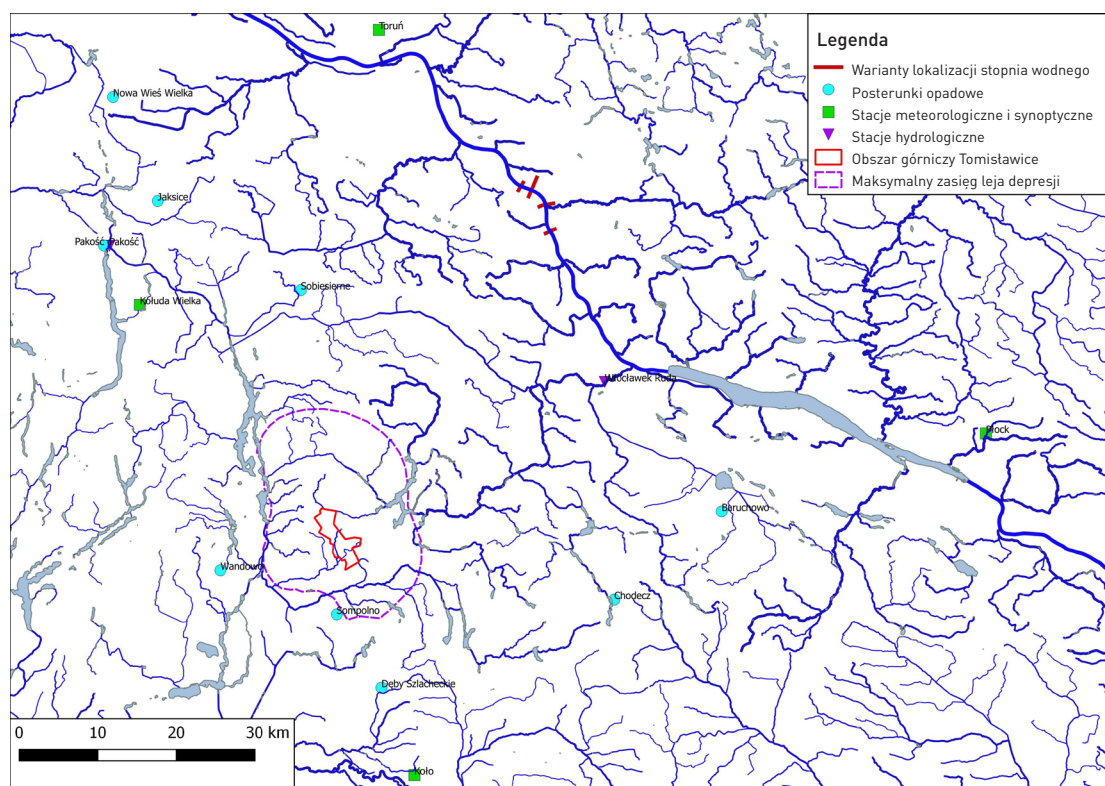 Toruń
Nowa Wieś Wielka
Jaksice
Pakość Pakość
Kołuda Wielka
Sobiesierne
Włocławek Ruda
Płock
Baruchowo
Wandowo
Sompolno
Chodecz
Dęby Szlacheckie
Koło
Legenda
Warianty lokalizacji stopnia wodnego
Posterunki opadowe
Stacje meteorologiczne i synoptyczne
Stacje hydrologiczne
Obszar górniczy Tomisławice
Maksymalny zasięg leja depresji
0 10 20 30 km